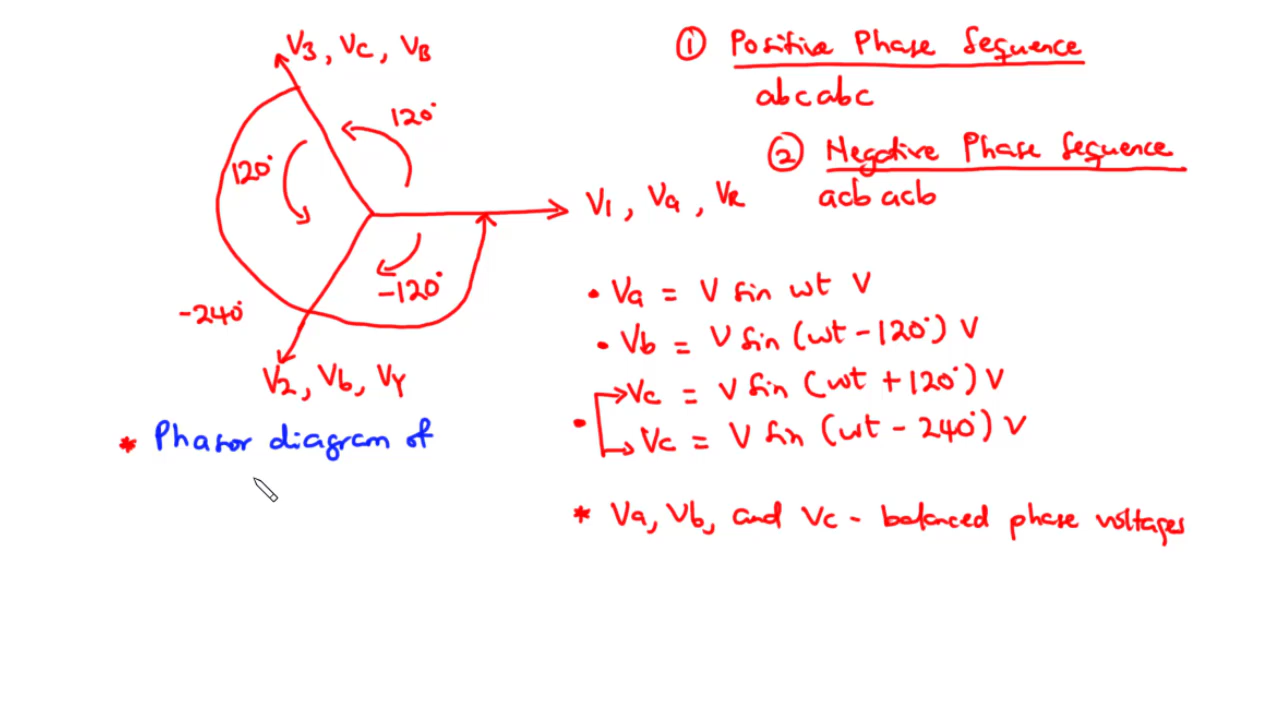 V3, Vc, VB
120°
120°
V1, Va, VR
-120°
-240°
V2, Vb, VY
* Phasor diagram of
① Positive Phase Sequence
abcabc
② Negative Phase Sequence
acb acb
• Va = V sin wt V
• Vb = V sin (wt - 120°) V
• Vc = V sin (wt + 120°) V
Vc = V sin (wt - 240°) V
* Va, Vb, and Vc - balanced phase voltages